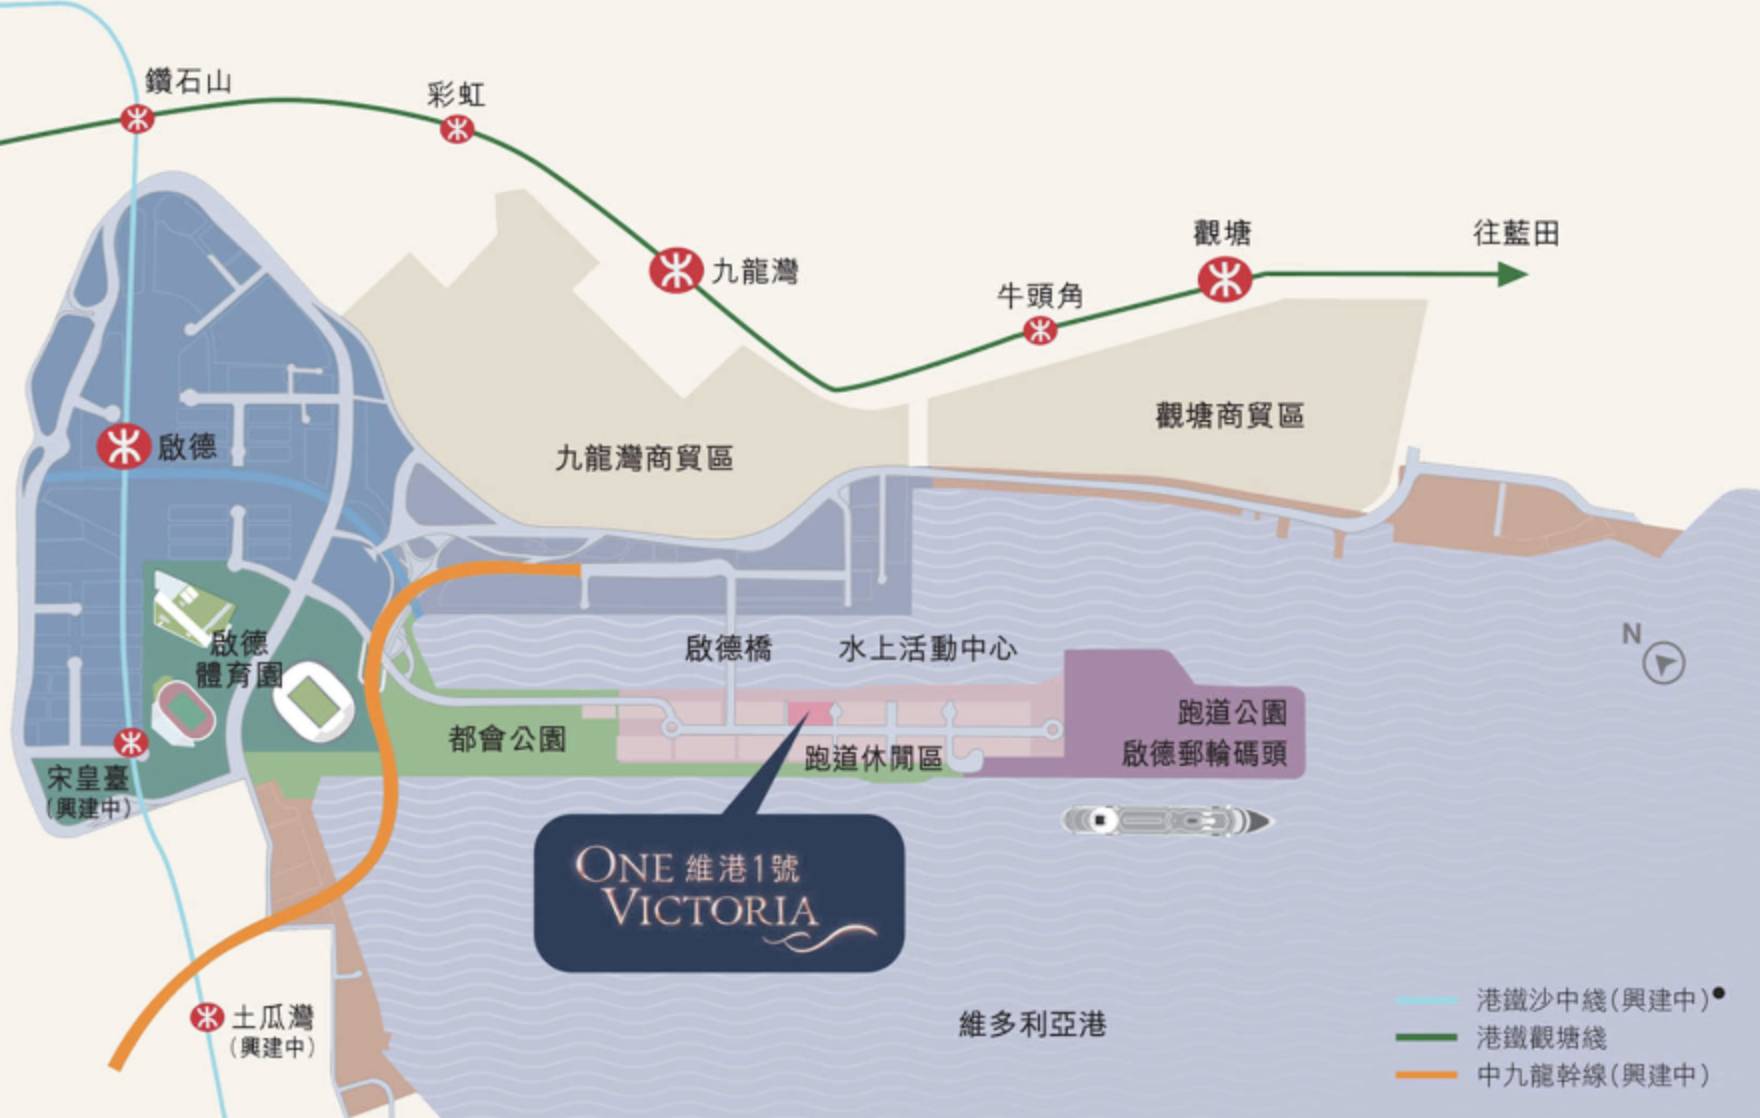 鑽石山
彩虹
九龍灣
觀塘
往藍田
牛頭角
觀塘商貿區
啟德
九龍灣商貿區
啟德
體育園
啟德橋
水上活動中心
都會公園
跑道休閒區
跑道公園
啟德郵輪碼頭
宋皇臺
(興建中)
ONE 維港1號
VICTORIA
土瓜灣
(興建中)
維多利亞港
N
港鐵沙中綫(興建中)●
港鐵觀塘綫
中九龍幹線(興建中)